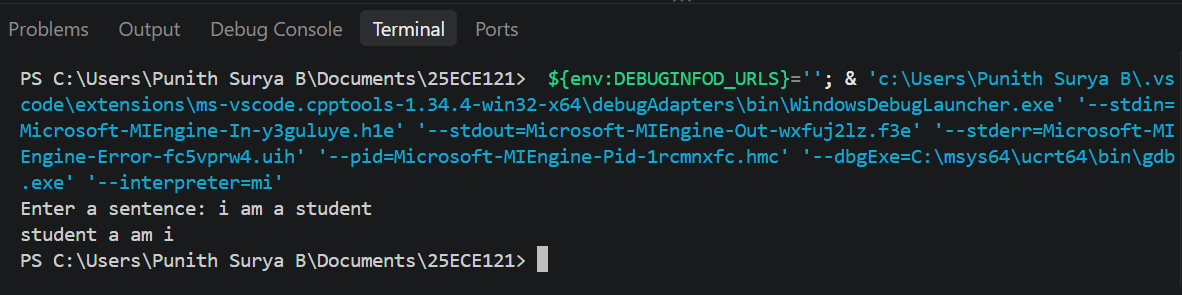 Problems Output Debug Console Terminal Ports
PS C:\Users\Punith Surya B\Documents\25ECE121>  ${env:DEBUGINFOD_URLS}=''; & 'c:\Users\Punith Surya B\.vs
code\extensions\ms-vscode.cpptools-1.34.4-win32-x64\debugAdapters\bin\WindowsDebugLauncher.exe' '--stdin=
Microsoft-MIEngine-In-y3guluye.h1e' '--stdout=Microsoft-MIEngine-Out-wxfuj2lz.f3e' '--stderr=Microsoft-MI
Engine-Error-fc5vprw4.uih' '--pid=Microsoft-MIEngine-Pid-1rcmnxfc.hmc' '--dbgExe=C:\msys64\ucrt64\bin\gdb
.exe' '--interpreter=mi'
Enter a sentence: i am a student
student a am i
PS C:\Users\Punith Surya B\Documents\25ECE121>